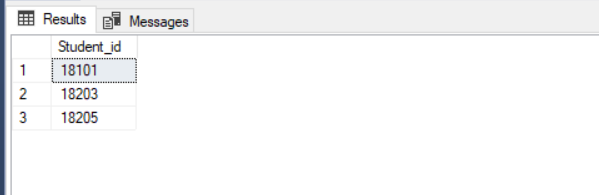 Results Messages
Student_id
1 18101
2 18203
3 18205